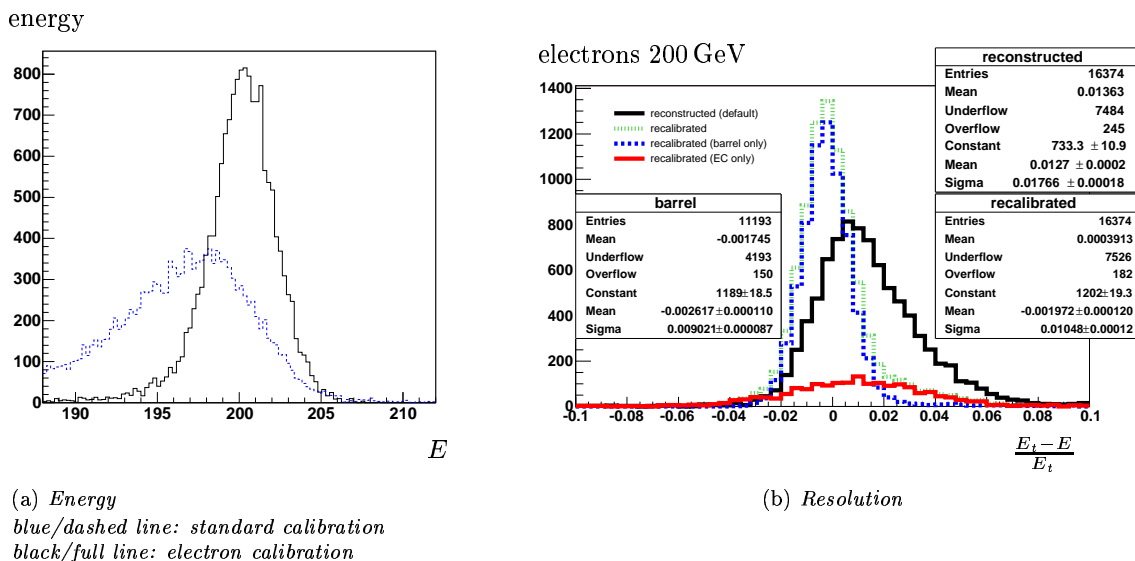 energy
800
700
600
500
400
300
200
100
0
190 195 200 205 210
E
(a) Energy
blue/dashed line: standard calibration
black/full line: electron calibration
electrons 200 GeV
1400
1200
1000
800
600
400
200
0
-0.1 -0.08 -0.06 -0.04 -0.02 0 0.02 0.04 0.06 0.08 0.1
reconstructed (default)
recalibrated
recalibrated (barrel only)
recalibrated (EC only)
reconstructed
Entries 16374
Mean 0.01363
Underflow 7484
Overflow 245
Constant 733.3 ± 10.9
Mean 0.0127 ± 0.0002
Sigma 0.01766 ± 0.00018
barrel
Entries 11193
Mean -0.001745
Underflow 4193
Overflow 150
Constant 1189±18.5
Mean -0.002617±0.000110
Sigma 0.009021±0.000087
recalibrated
Entries 16374
Mean 0.0003913
Underflow 7526
Overflow 182
Constant 1202±19.3
Mean -0.001972±0.000120
Sigma 0.01048±0.00012
E_t − E
E_t
(b) Resolution